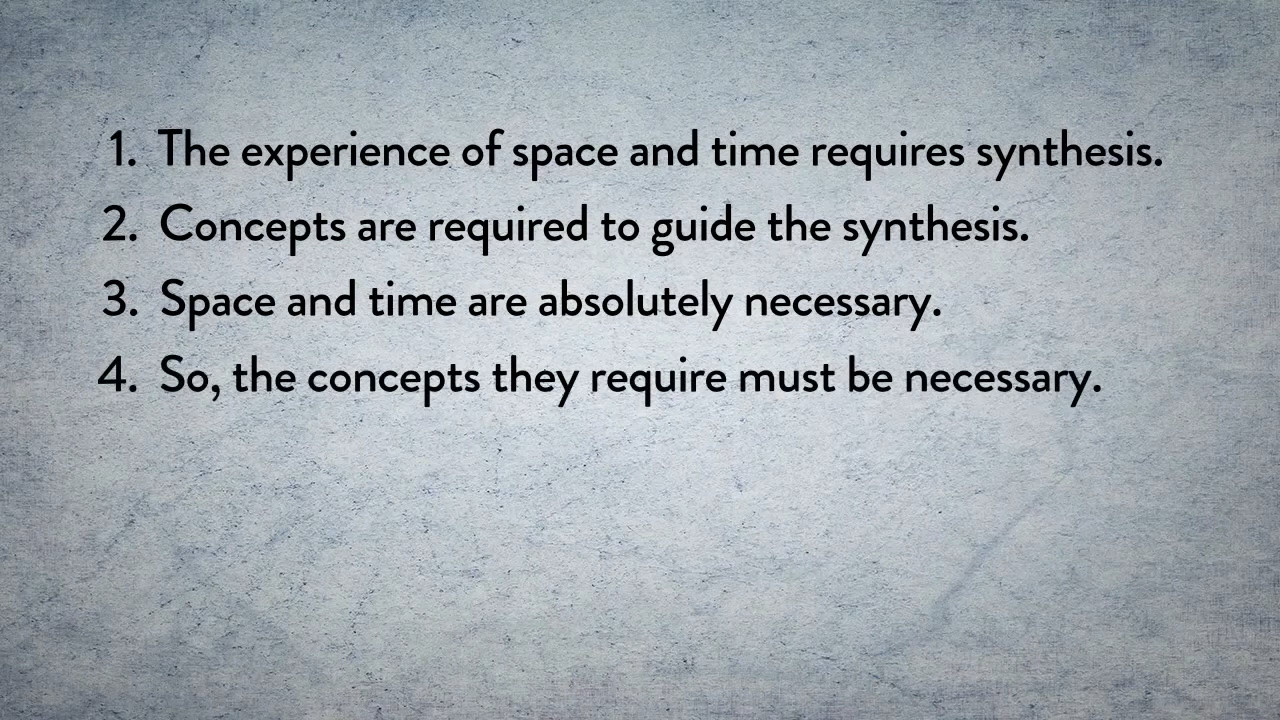 1. The experience of space and time requires synthesis.
2. Concepts are required to guide the synthesis.
3. Space and time are absolutely necessary.
4. So, the concepts they require must be necessary.